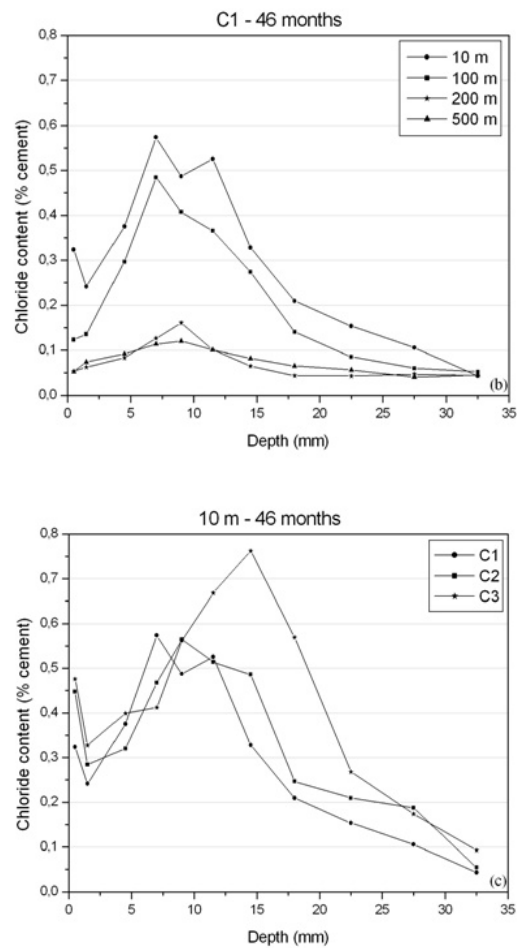 C1 - 46 months
10 m
100 m
200 m
500 m
Chloride content (% cement)
0,8
0,7
0,6
0,5
0,4
0,3
0,2
0,1
0,0
0 5 10 15 20 25 30 35
(b)
Depth (mm)
10 m - 46 months
C1
C2
C3
Chloride content (% cement)
0,8
0,7
0,6
0,5
0,4
0,3
0,2
0,1
0,0
0 5 10 15 20 25 30 35
(c)
Depth (mm)